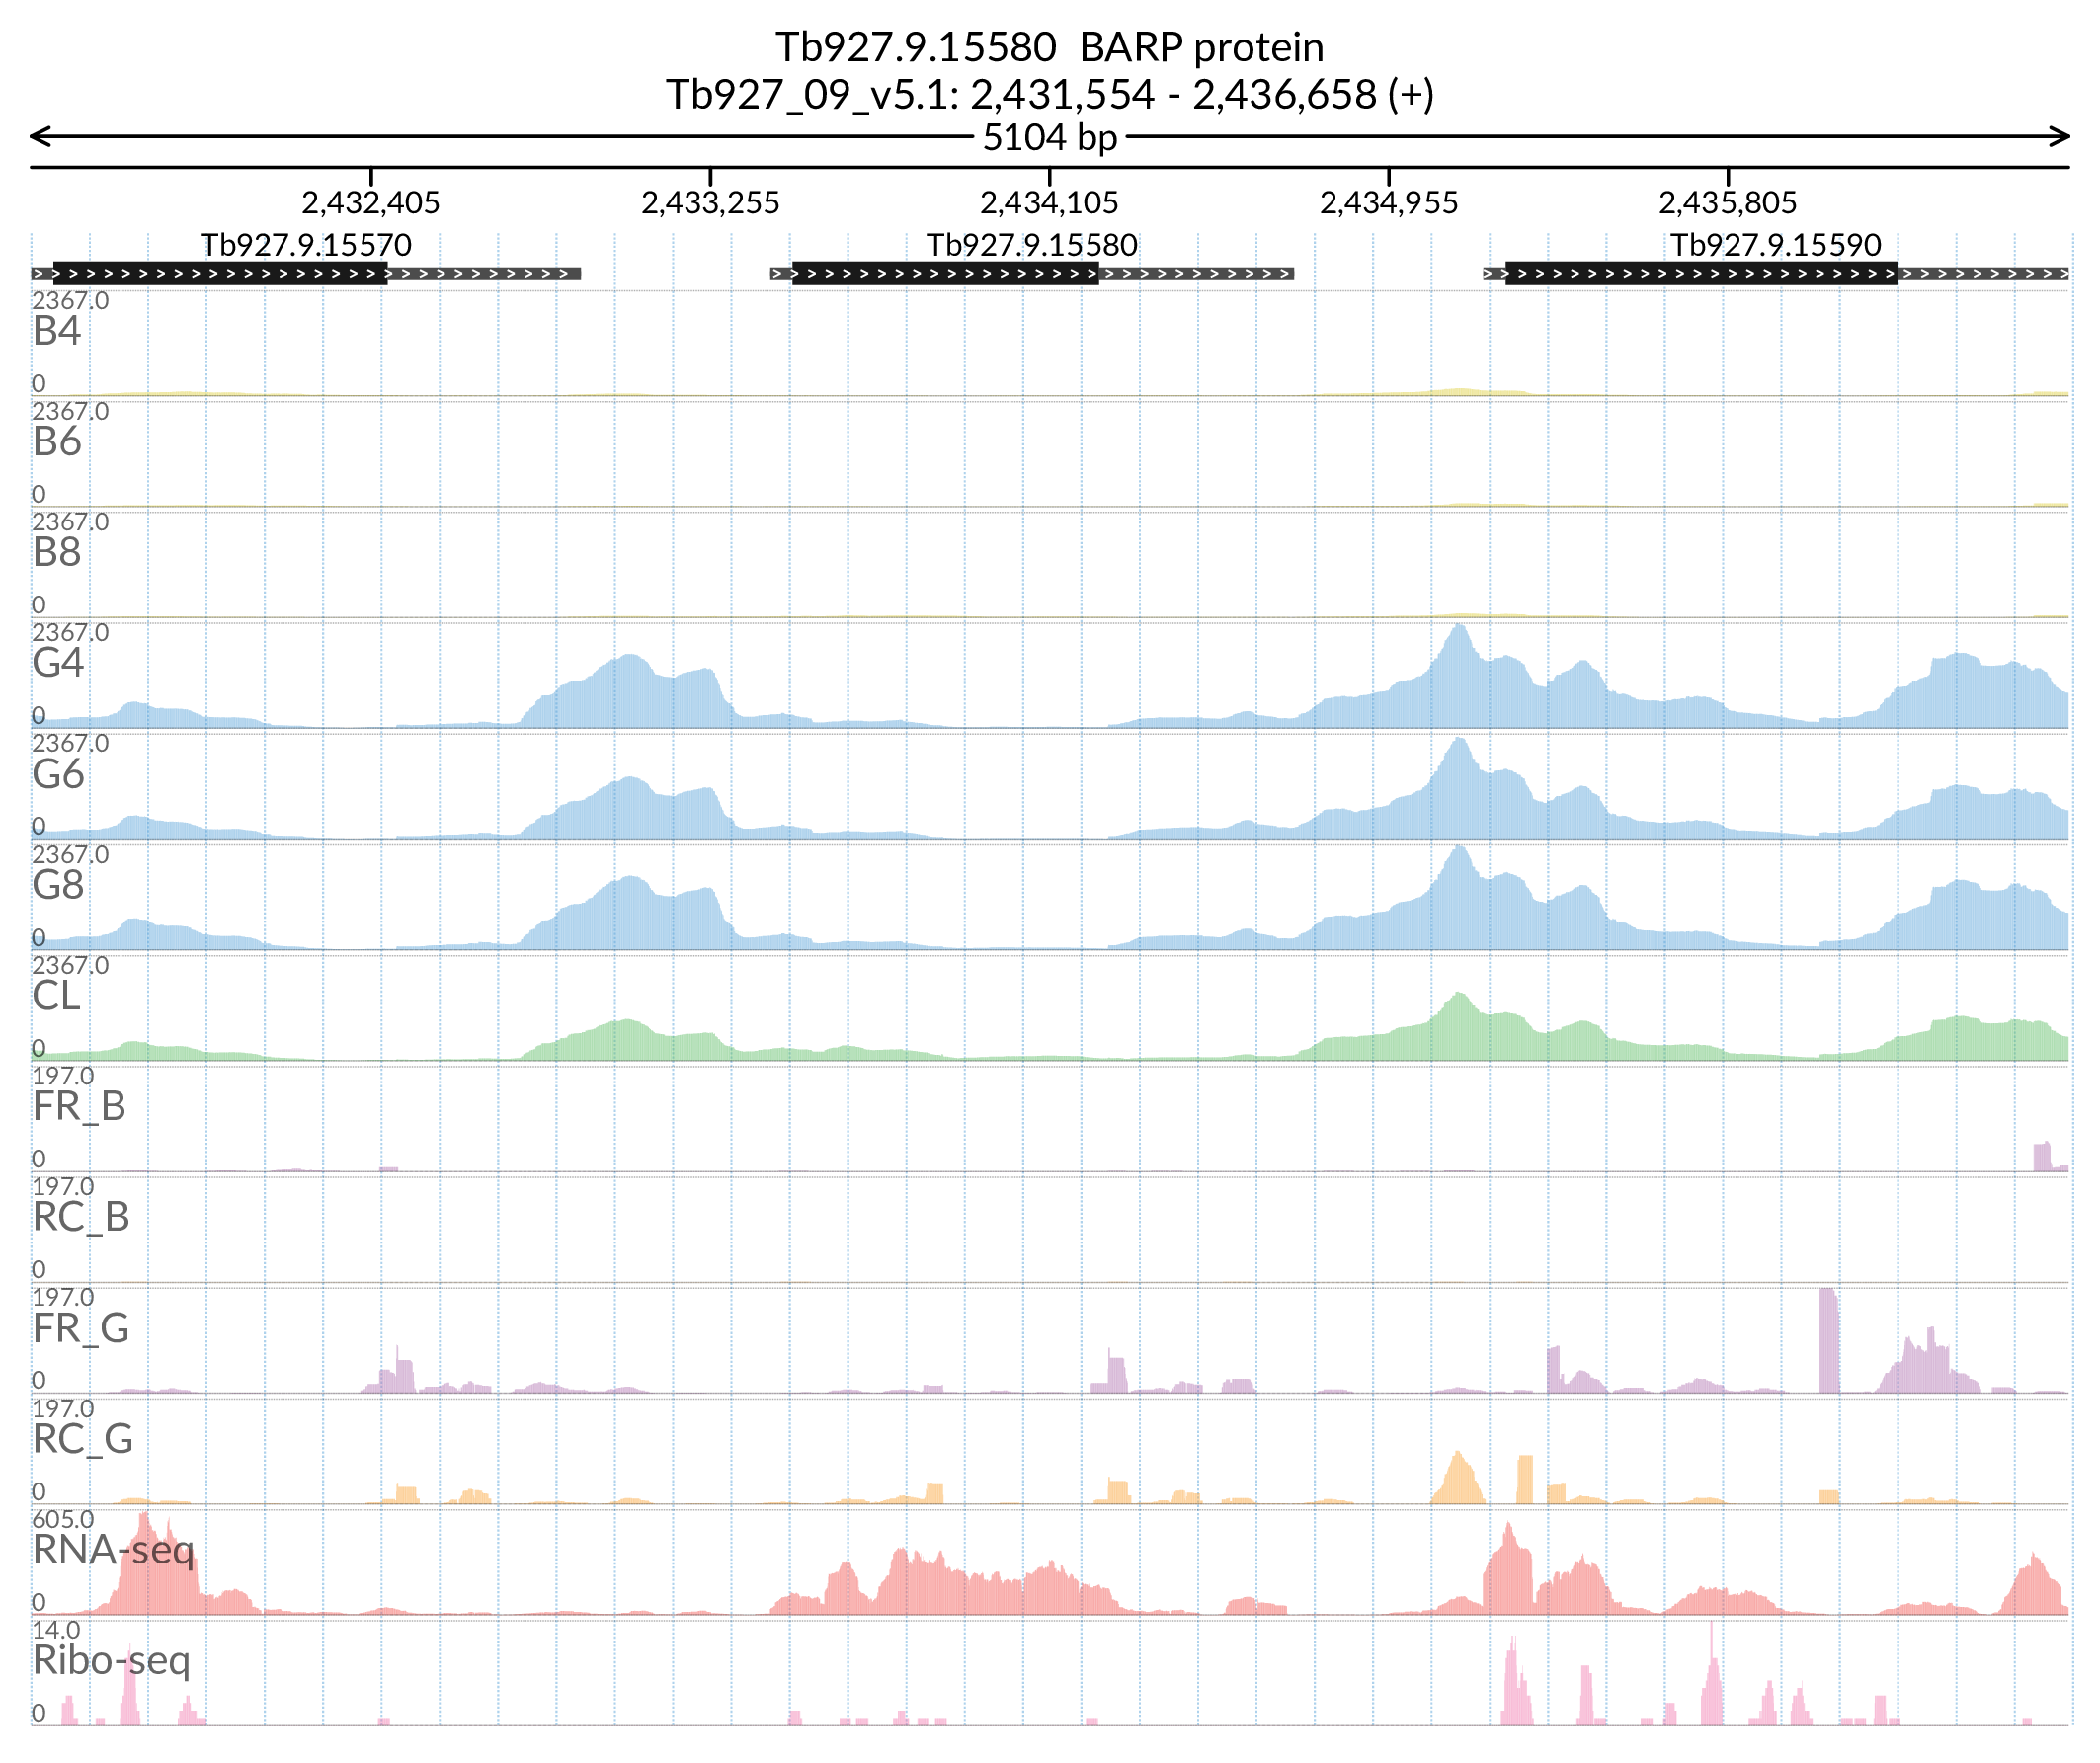 Tb927.9.15580 BARP protein
Tb927_09_v5.1: 2,431,554 - 2,436,658 (+)
5104 bp
2,432,405 2,433,255 2,434,105 2,434,955 2,435,805
Tb927.9.15570 Tb927.9.15580 Tb927.9.15590
2367.0
B4
0
2367.0
B6
0
2367.0
B8
0
2367.0
G4
0
2367.0
G6
0
2367.0
G8
0
2367.0
CL
0
197.0
FR_B
0
197.0
RC_B
0
197.0
FR_G
0
197.0
RC_G
0
605.0
RNA-seq
0
14.0
Ribo-seq
0